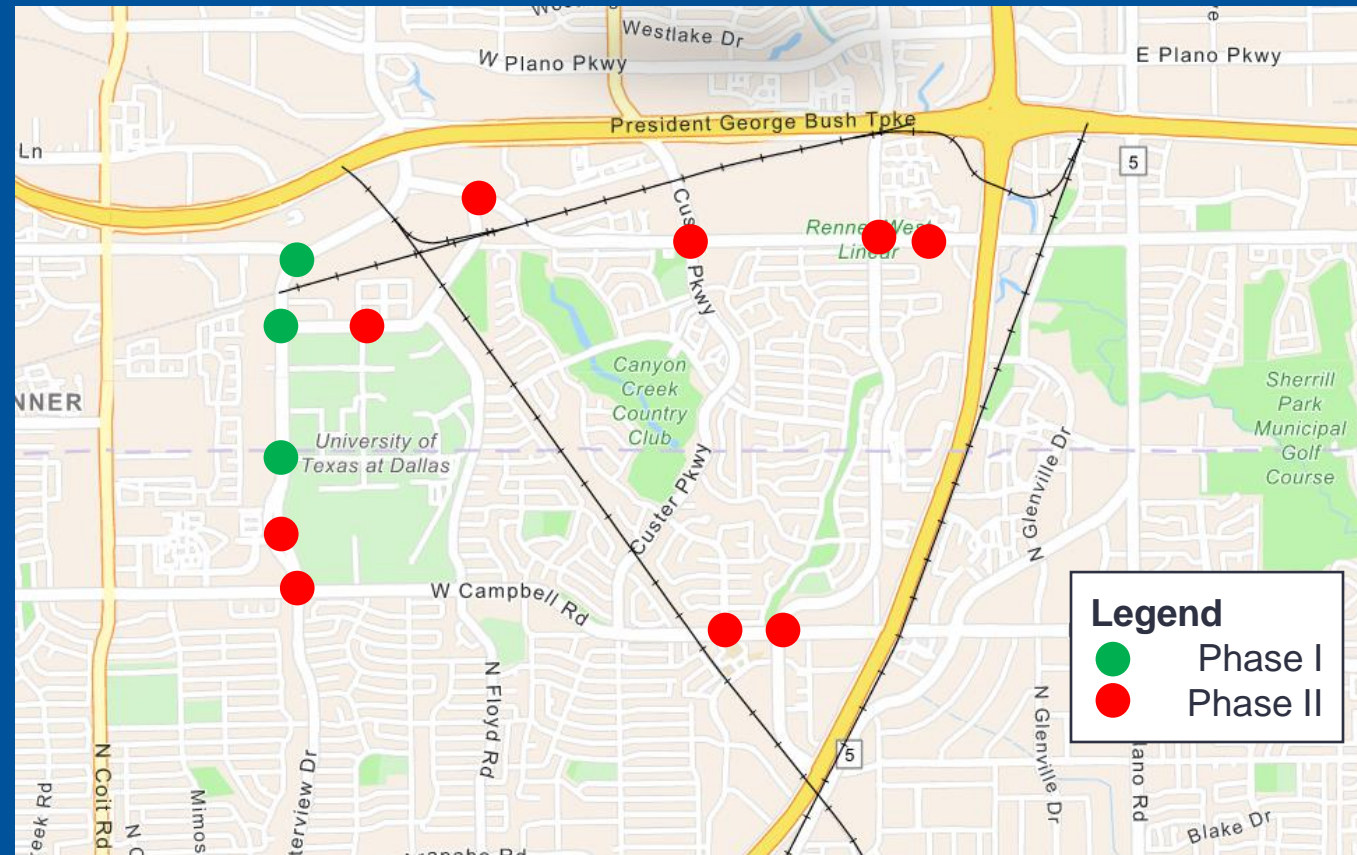 Westlake Dr
W Plano Pkwy
E Plano Pkwy
President George Bush Tpke
Ln
5
Pkwy
Renner West
Linear
Canyon
Creek
Country
Club
Sherrill
Park
Municipal
Golf
Course
NNER
University of
Texas at Dallas
Custer Pkwy
N Glenville Dr
W Campbell Rd
Legend
Phase I
Phase II
N Floyd Rd
N Glenville Dr
5
N Coit Rd
terview Dr
Mimos
eek Rd
lano Rd
Blake Dr